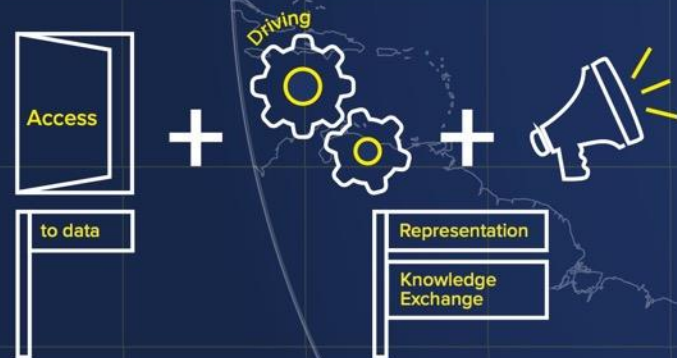 Driving
Access
to data
Representation
Knowledge
Exchange